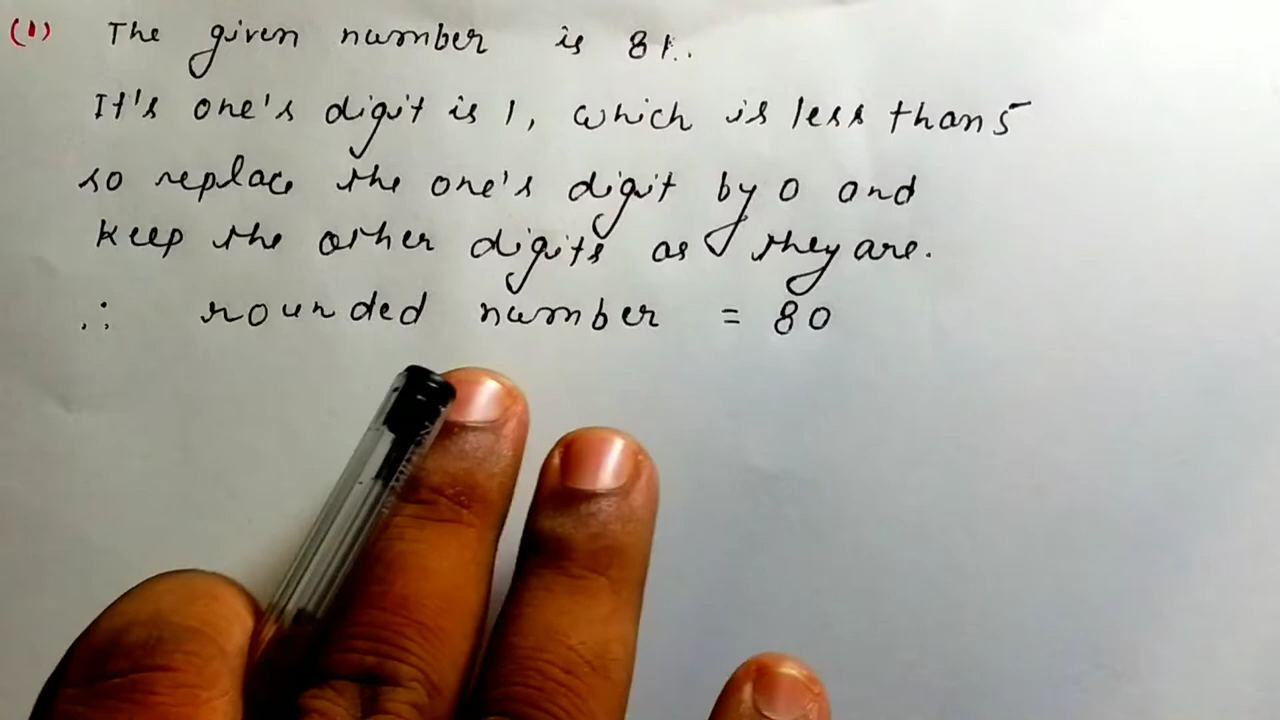 (1) The given number is 81.
It's one's digit is 1, which is less than 5
so replace the one's digit by 0 and
keep the other digits as they are.
∴ rounded number = 80